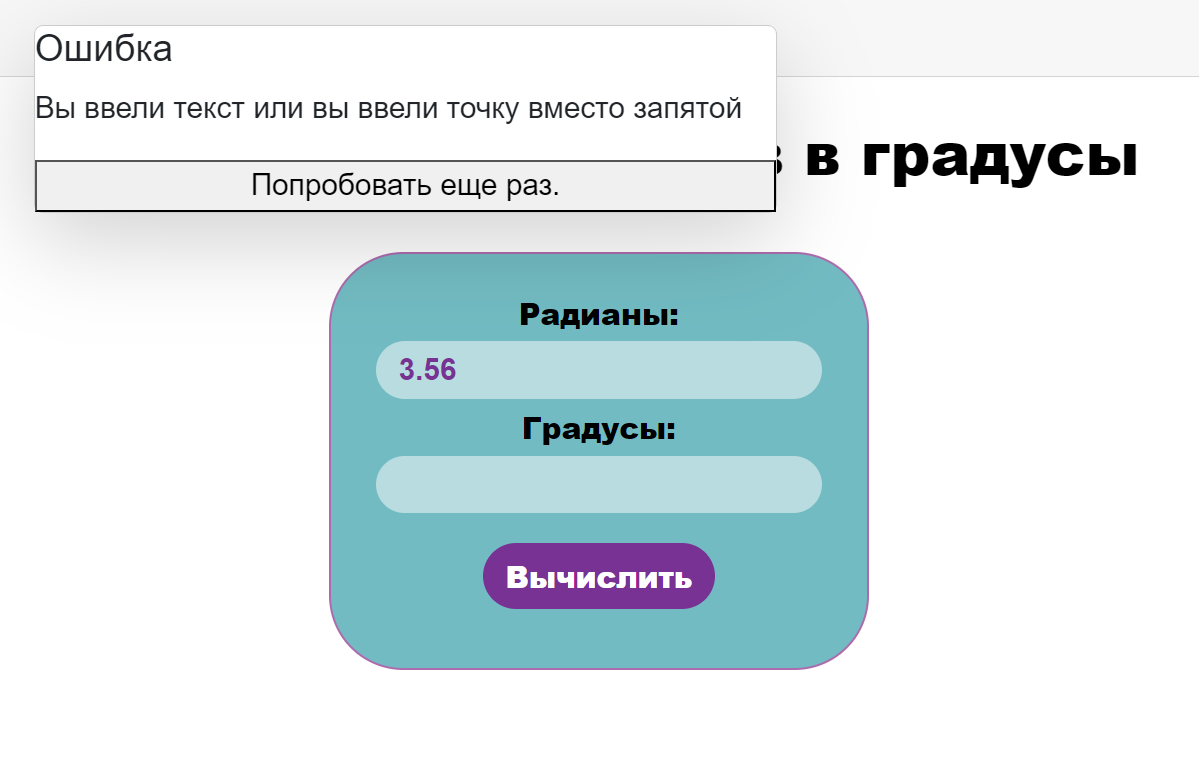 Ошибка
Вы ввели текст или вы ввели точку вместо запятой
Попробовать еще раз.
в градусы
Радианы:
3.56
Градусы:
Вычислить